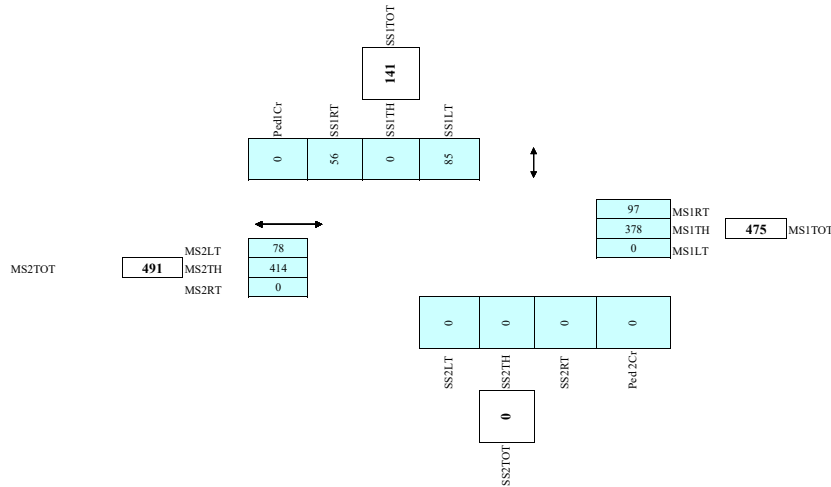 SS1TOT
141
Ped1Cr SS1RT SS1TH SS1LT
0 56 0 85
97 MS1RT
378 MS1TH 475 MS1TOT
0 MS1LT
MS2LT 78
MS2TOT 491 MS2TH 414
MS2RT 0
0 0 0 0
SS2LT SS2TH SS2RT Ped2Cr
0
SS2TOT